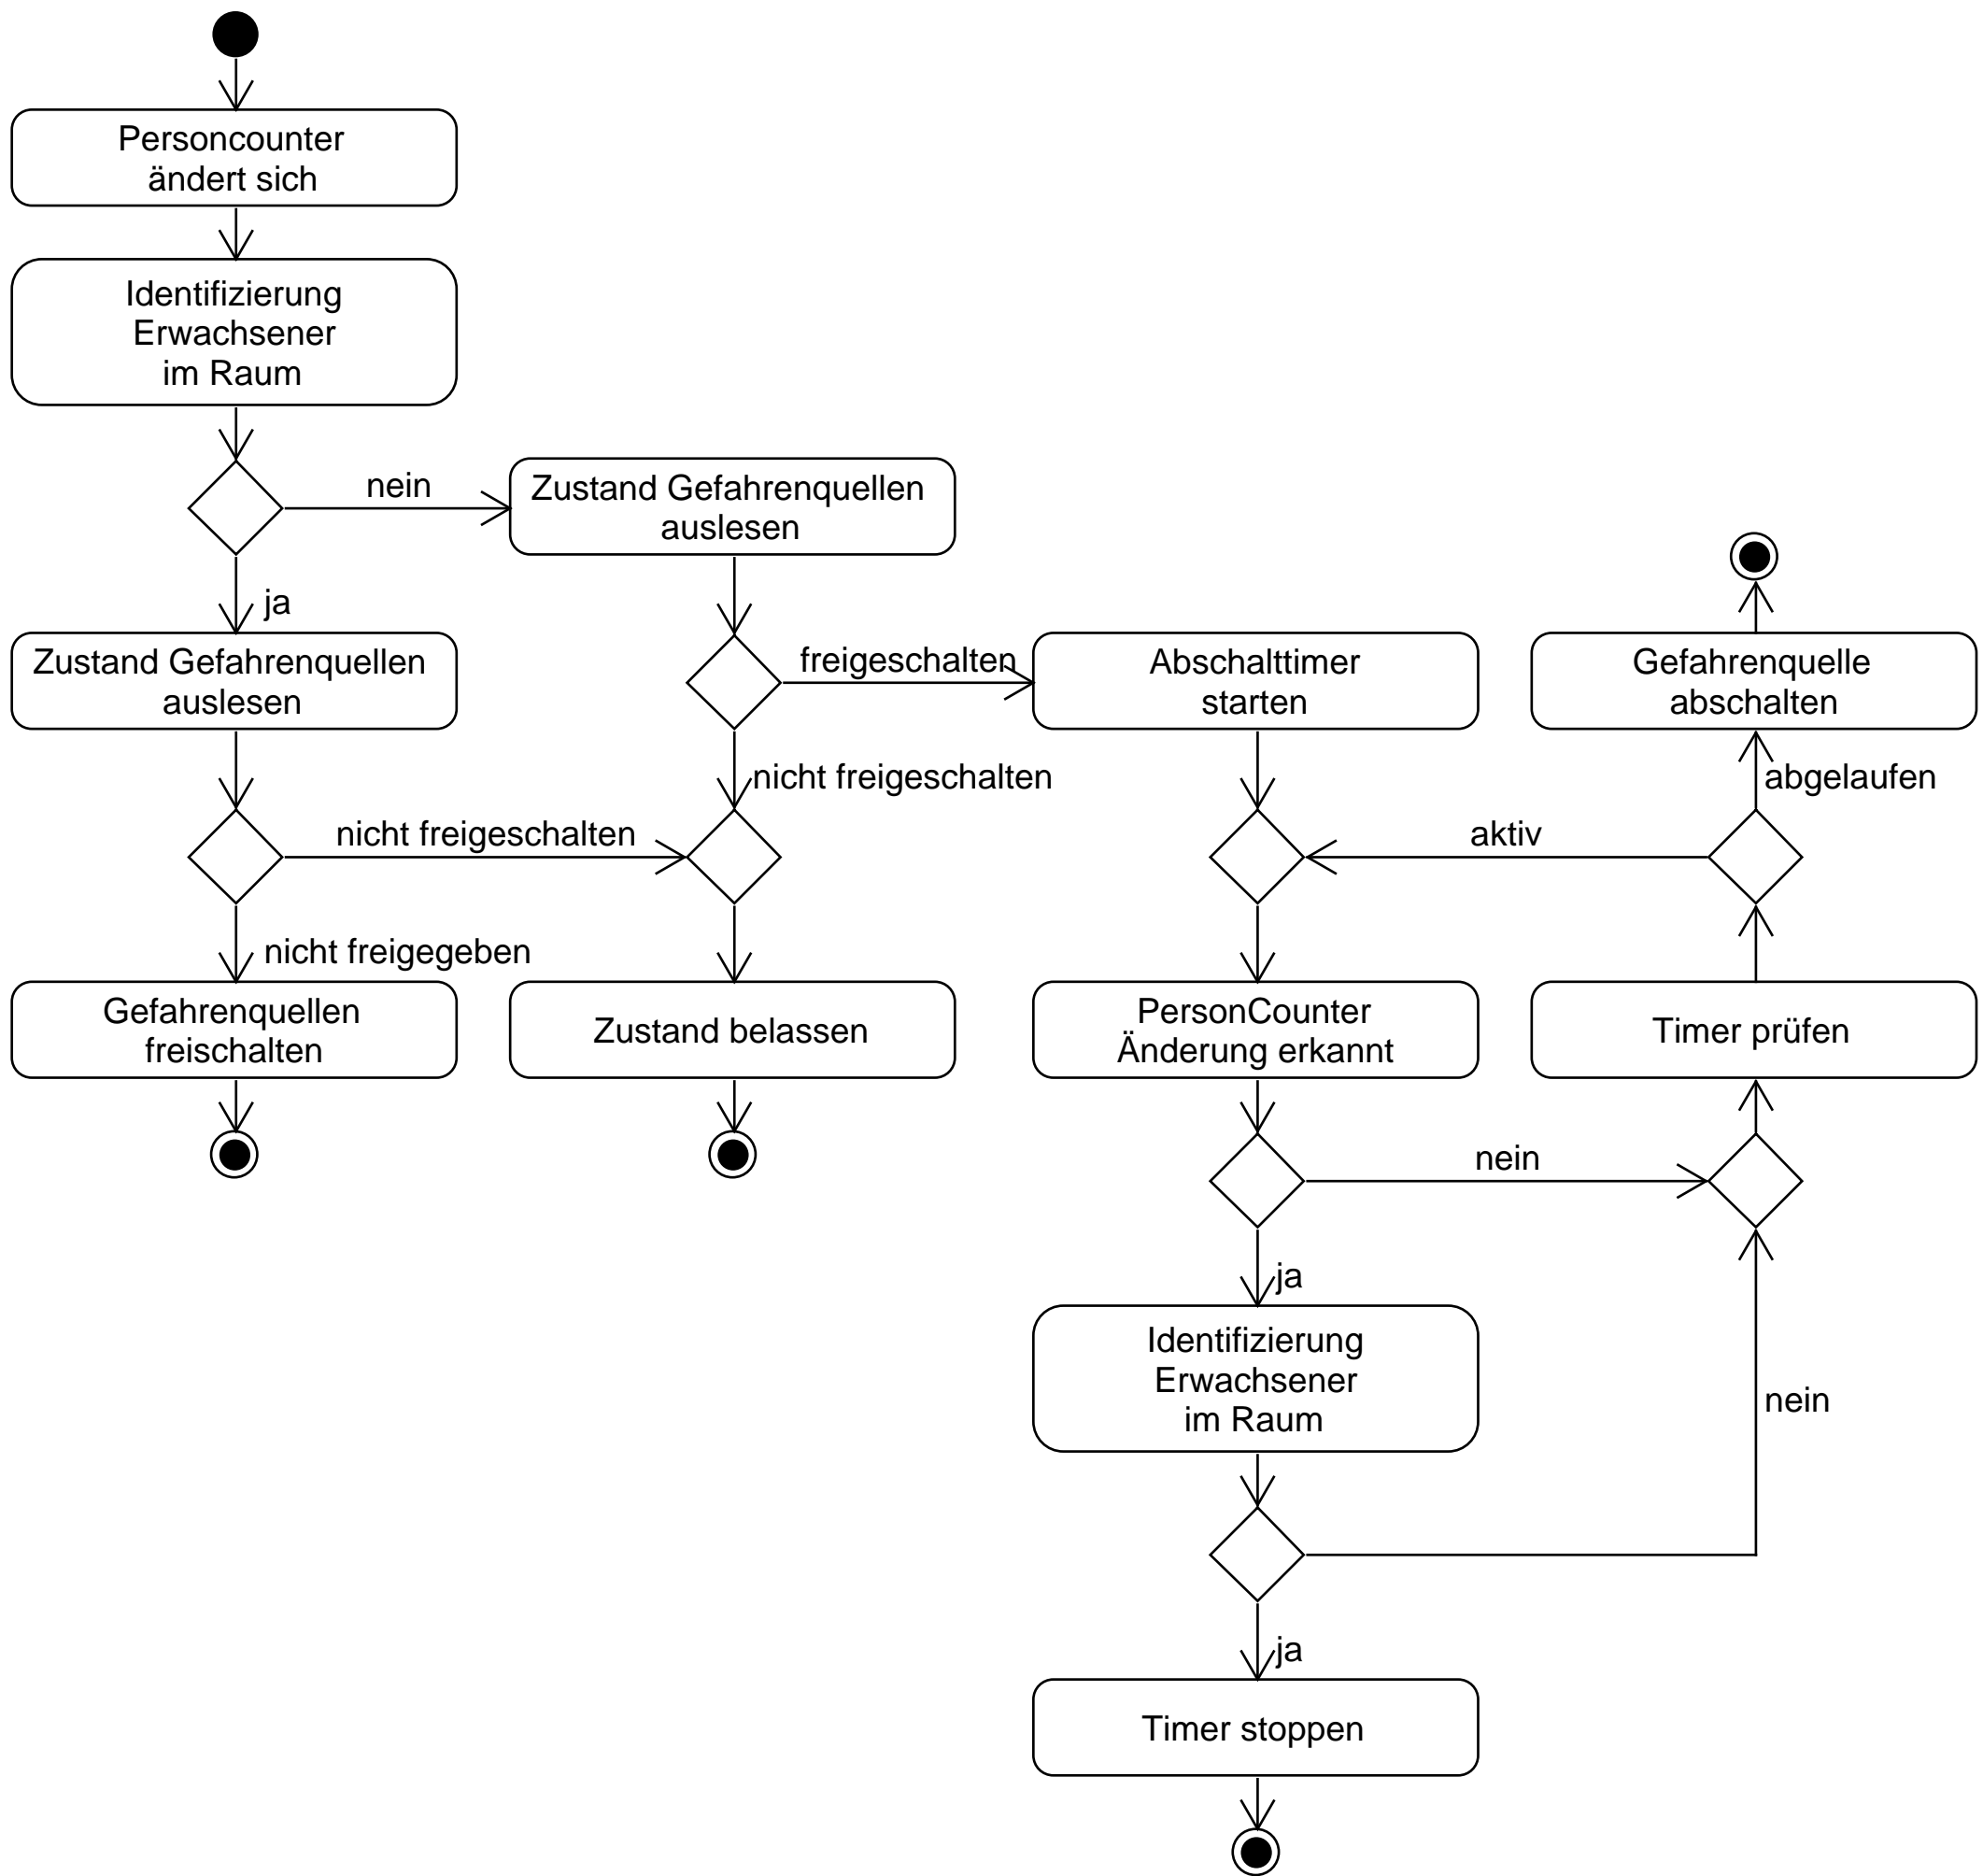 Personcounter
ändert sich
Identifizierung
Erwachsener
im Raum
nein
Zustand Gefahrenquellen
auslesen
ja
Zustand Gefahrenquellen
auslesen
freigeschalten
Abschalttimer
starten
Gefahrenquelle
abschalten
nicht freigeschalten
abgelaufen
nicht freigeschalten
aktiv
nicht freigegeben
Gefahrenquellen
freischalten
Zustand belassen
PersonCounter
Änderung erkannt
Timer prüfen
nein
ja
Identifizierung
Erwachsener
im Raum
nein
ja
Timer stoppen